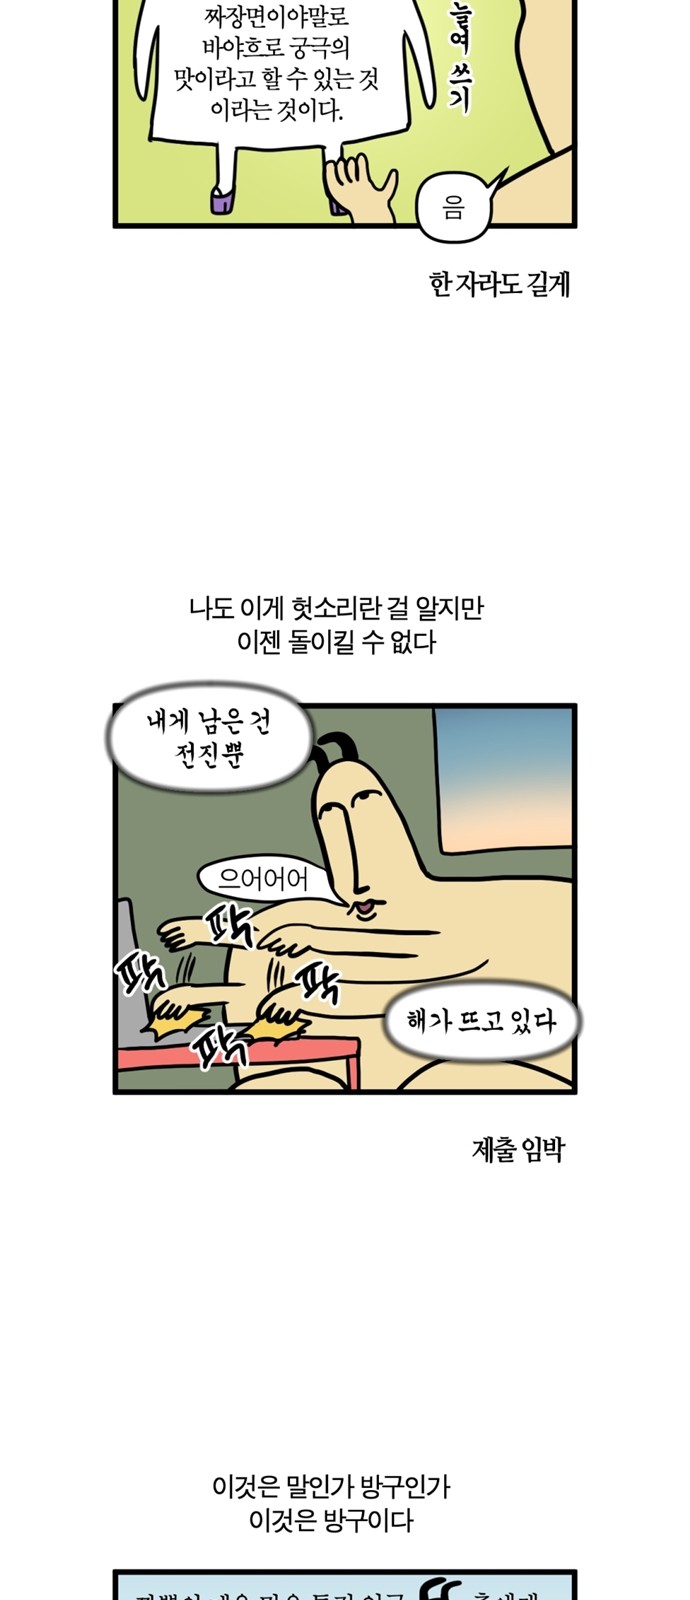 짜장면이야말로
바야흐로 궁극의
맛이라고 할 수 있는 것
이라는 것이다.
늘여 쓰기
음
한 자라도 길게
나도 이게 헛소리란 걸 알지만
이젠 돌이킬 수 없다
내게 남은 건
전진뿐
으어어어
팍
팍
팍
팍
해가 뜨고 있다
제출 임박
이것은 말인가 방구인가
이것은 방구이다